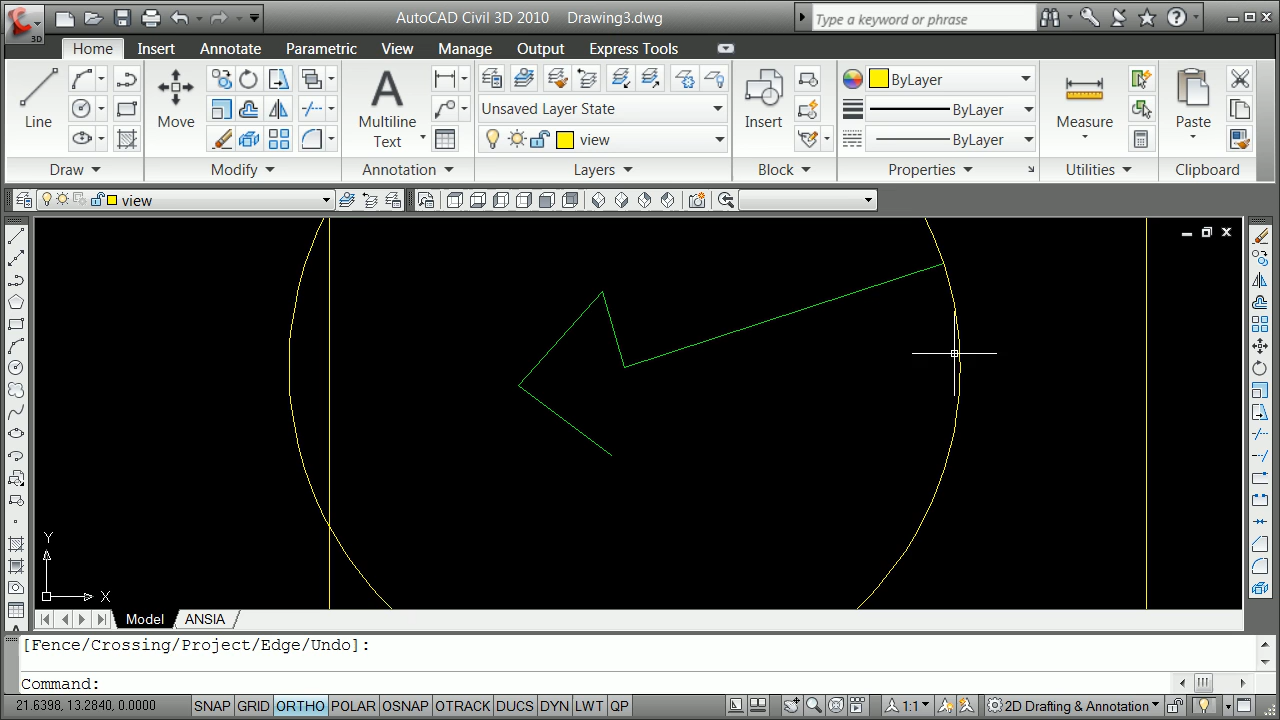 AutoCAD Civil 3D 2010 Drawing3.dwg
Type a keyword or phrase
3D
Home Insert Annotate Parametric View Manage Output Express Tools
Line
Move
A
Multiline
Text
Unsaved Layer State
view
Insert
ByLayer
ByLayer
ByLayer
Measure
Paste
Draw Modify Annotation Layers Block Properties Utilities Clipboard
view
Y
X
Model ANSIA
[Fence/Crossing/Project/Edge/Undo]:
Command:
21.6398, 13.2840, 0.0000 SNAP GRID ORTHO POLAR OSNAP OTRACK DUCS DYN LWT QP 1:1 2D Drafting & Annotation